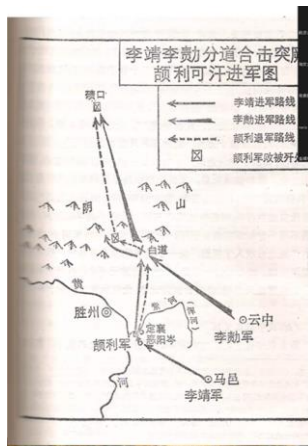 李靖李勣分道合击突
颉利可汗进军图
李靖进军路线
李勣进军路线
颉利退军路线
颉利军败被歼
碛口
阴
山
白道
黄
胜州
定襄
恶阳岭
颉利军
河
云中
李勣军
马邑
李靖军